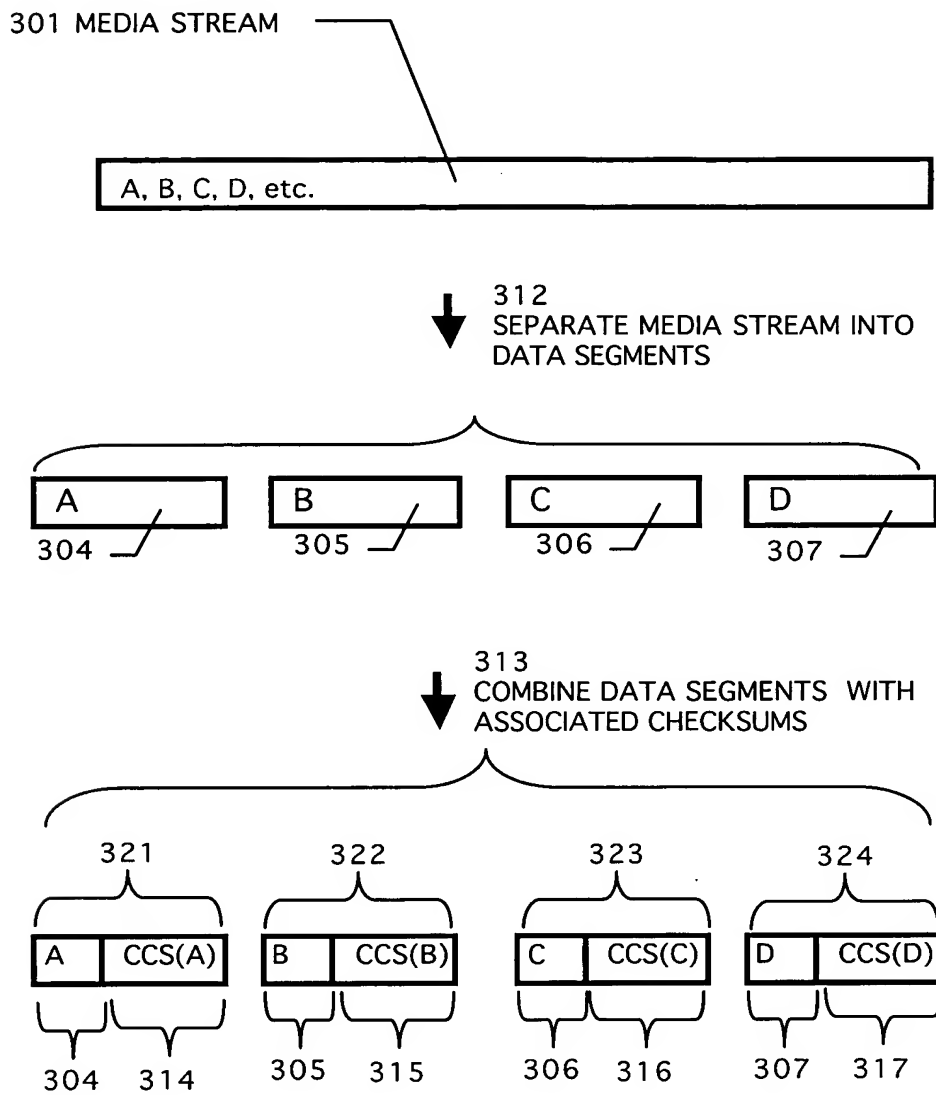 301 MEDIA STREAM
A, B, C, D, etc.
312
SEPARATE MEDIA STREAM INTO
DATA SEGMENTS
A B C D
304 305 306 307
313
COMBINE DATA SEGMENTS WITH
ASSOCIATED CHECKSUMS
321 322 323 324
A CCS(A) B CCS(B) C CCS(C) D CCS(D)
304 314 305 315 306 316 307 317